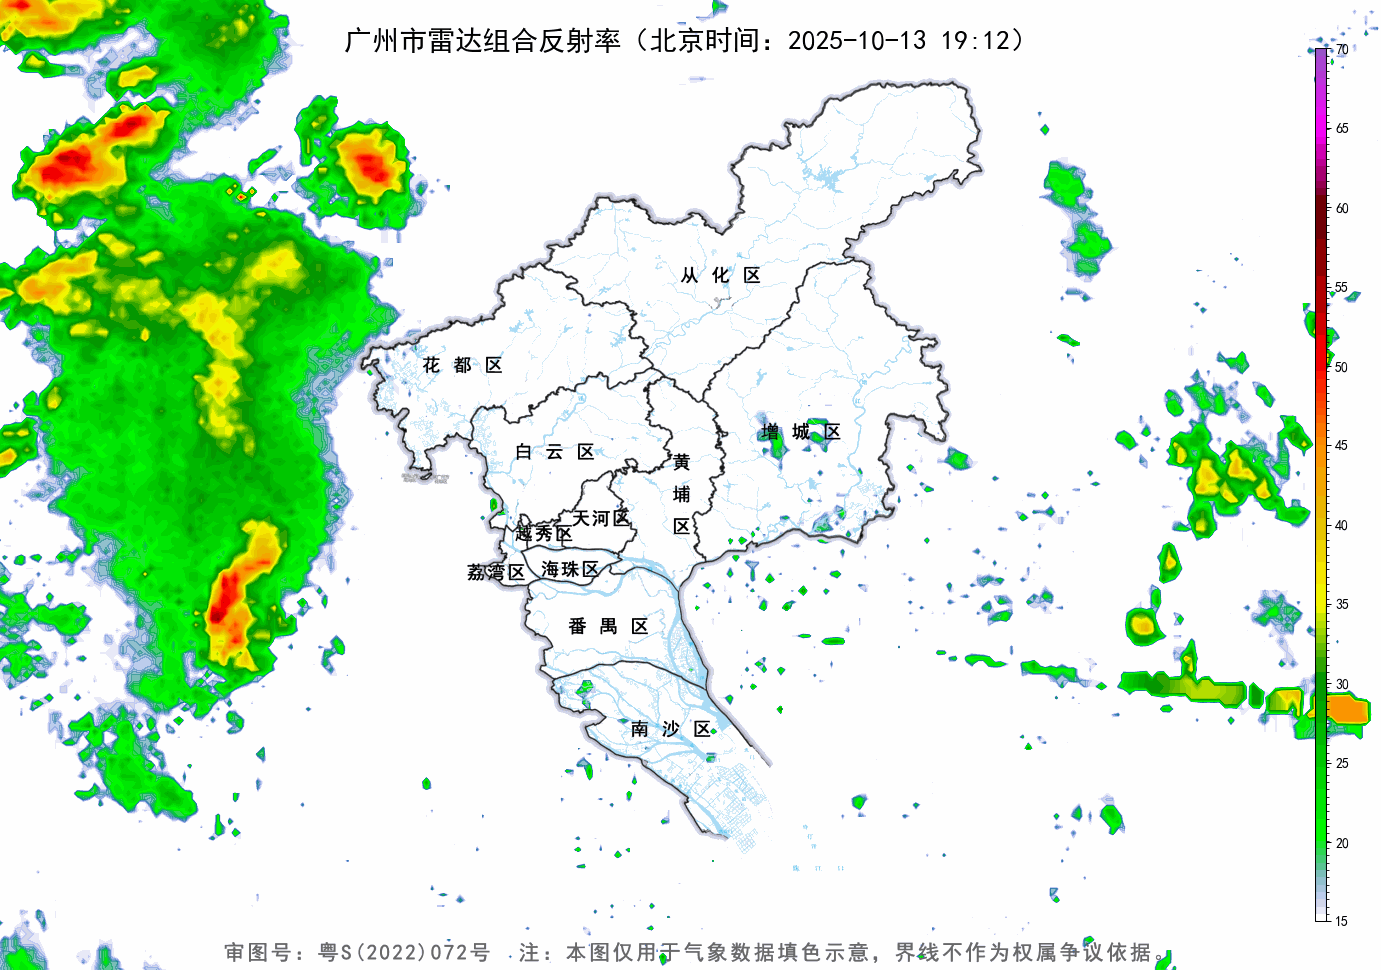 广州市雷达组合反射率（北京时间：2025-10-13 19:12）
70
65
60
55
50
45
40
35
30
25
20
15
从化区
花都区
增城区
白云区
黄埔区
天河区
越秀区
海珠区
荔湾区
番禺区
南沙区
审图号：粤S(2022)072号 注：本图仅用于气象数据填色示意，界线不作为权属争议依据。